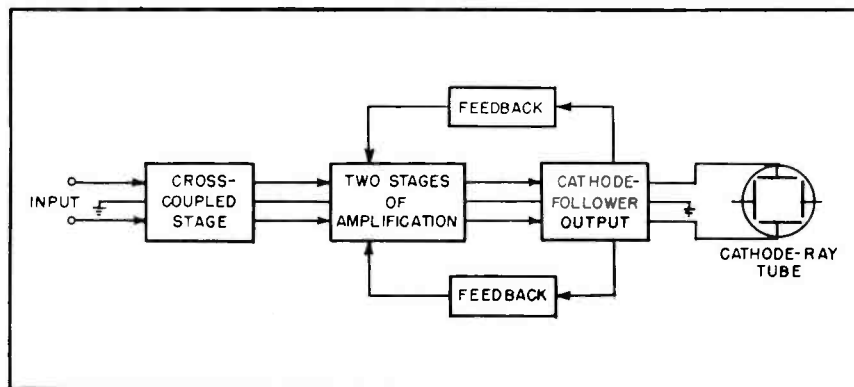 FEEDBACK
INPUT
CROSS-
COUPLED
STAGE
TWO STAGES
OF
AMPLIFICATION
CATHODE-
FOLLOWER
OUTPUT
CATHODE-RAY
TUBE
FEEDBACK